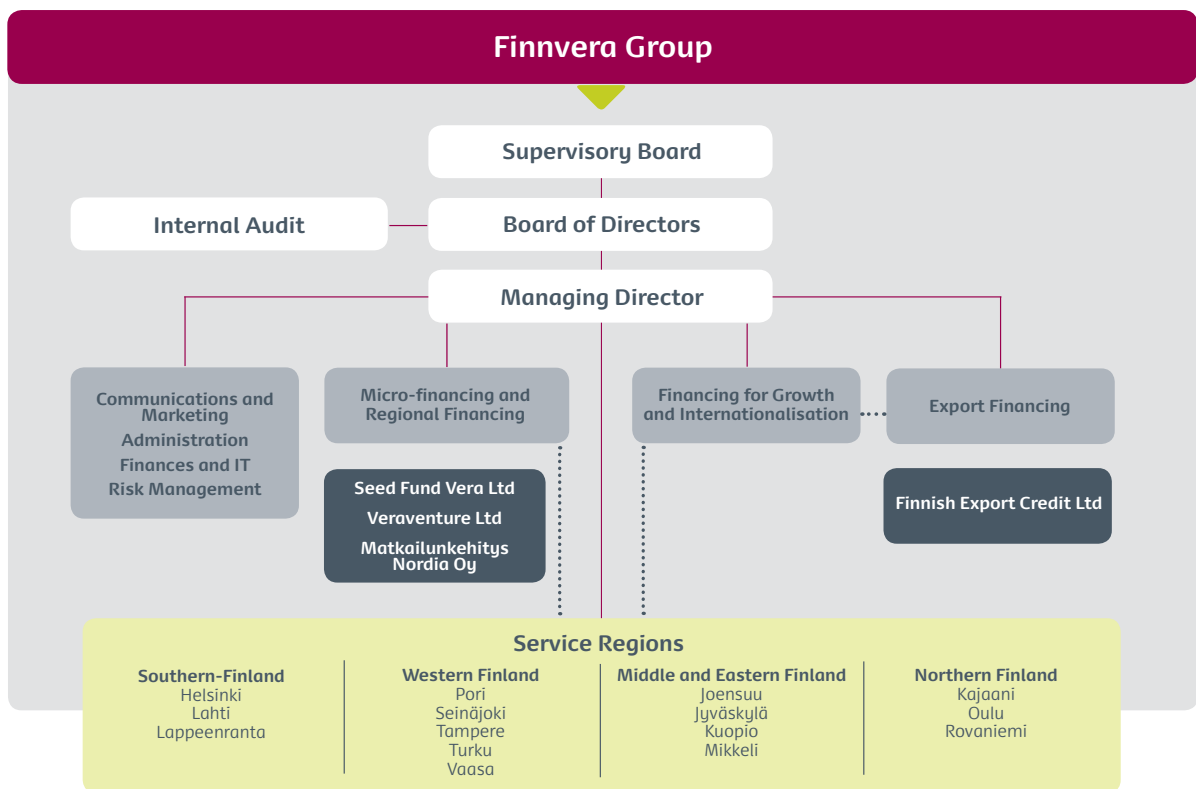 Finnvera Group
Supervisory Board
Internal Audit
Board of Directors
Managing Director
Communications and
Marketing
Administration
Finances and IT
Risk Management
Micro-financing and
Regional Financing
Financing for Growth
and Internationalisation
Export Financing
Seed Fund Vera Ltd
Veraventure Ltd
Matkailunkehitys
Nordia Oy
Finnish Export Credit Ltd
Service Regions
Southern-Finland
Helsinki
Lahti
Lappeenranta
Western Finland
Pori
Seinäjoki
Tampere
Turku
Vaasa
Middle and Eastern Finland
Joensuu
Jyväskylä
Kuopio
Mikkeli
Northern Finland
Kajaani
Oulu
Rovaniemi